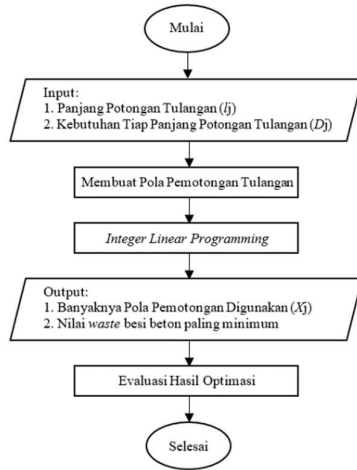 Mulai
Input:
1. Panjang Potongan Tulangan (lj)
2. Kebutuhan Tiap Panjang Potongan Tulangan (Dj)
Membuat Pola Pemotongan Tulangan
Integer Linear Programming
Output:
1. Banyaknya Pola Pemotongan Digunakan (Xj)
2. Nilai waste besi beton paling minimum
Evaluasi Hasil Optimasi
Selesai